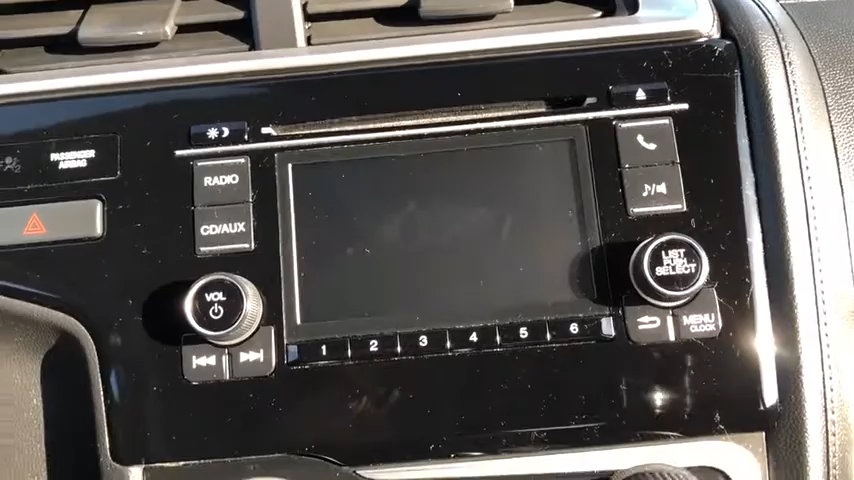 PASSENGER
AIRBAG
RADIO
CD/AUX
VOL
LIST
PUSH
SELECT
MENU
CLOCK
1 2 3 4 5 6